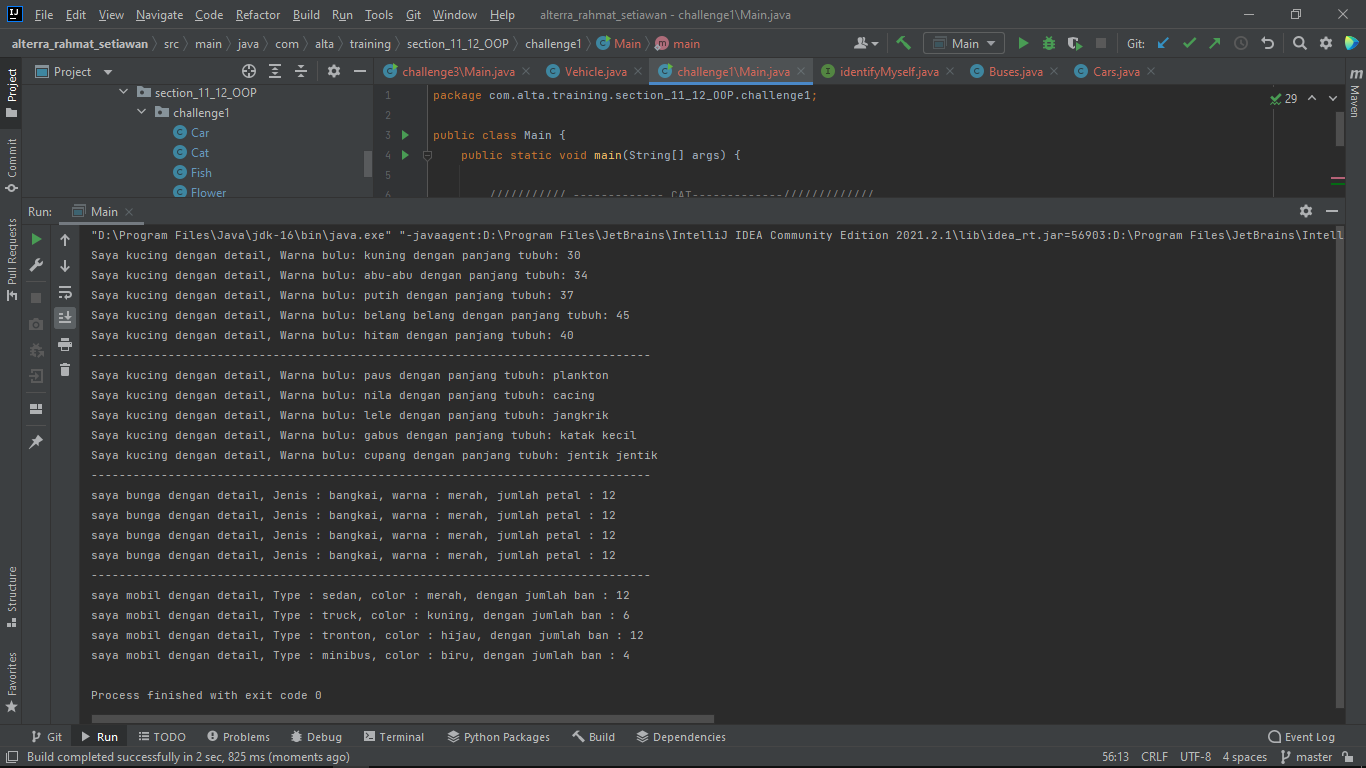 File Edit View Navigate Code Refactor Build Run Tools Git Window Help alterra_rahmat_setiawan - challenge1\Main.java
alterra_rahmat_setiawan src main java com alta training section_11_12_OOP challenge1 Main main Main Git:
Project challenge3\Main.java Vehicle.java challenge1\Main.java identifyMyself.java Buses.java Cars.java
section_11_12_OOP
challenge1
Car
Cat
Fish
Flower
1 package com.alta.training.section_11_12_OOP.challenge1;
2
3 public class Main {
4 public static void main(String[] args) {
5
6 /////////// ------------- CAT-------------/////////////
29
Run: Main
"D:\Program Files\Java\jdk-16\bin\java.exe" "-javaagent:D:\Program Files\JetBrains\IntelliJ IDEA Community Edition 2021.2.1\lib\idea_rt.jar=56903:D:\Program Files\JetBrains\Intell
Saya kucing dengan detail, Warna bulu: kuning dengan panjang tubuh: 30
Saya kucing dengan detail, Warna bulu: abu-abu dengan panjang tubuh: 34
Saya kucing dengan detail, Warna bulu: putih dengan panjang tubuh: 37
Saya kucing dengan detail, Warna bulu: belang belang dengan panjang tubuh: 45
Saya kucing dengan detail, Warna bulu: hitam dengan panjang tubuh: 40
--------------------------------------------------------------------------------
Saya kucing dengan detail, Warna bulu: paus dengan panjang tubuh: plankton
Saya kucing dengan detail, Warna bulu: nila dengan panjang tubuh: cacing
Saya kucing dengan detail, Warna bulu: lele dengan panjang tubuh: jangkrik
Saya kucing dengan detail, Warna bulu: gabus dengan panjang tubuh: katak kecil
Saya kucing dengan detail, Warna bulu: cupang dengan panjang tubuh: jentik jentik
--------------------------------------------------------------------------------
saya bunga dengan detail, Jenis : bangkai, warna : merah, jumlah petal : 12
saya bunga dengan detail, Jenis : bangkai, warna : merah, jumlah petal : 12
saya bunga dengan detail, Jenis : bangkai, warna : merah, jumlah petal : 12
saya bunga dengan detail, Jenis : bangkai, warna : merah, jumlah petal : 12
--------------------------------------------------------------------------------
saya mobil dengan detail, Type : sedan, color : merah, dengan jumlah ban : 12
saya mobil dengan detail, Type : truck, color : kuning, dengan jumlah ban : 6
saya mobil dengan detail, Type : tronton, color : hijau, dengan jumlah ban : 12
saya mobil dengan detail, Type : minibus, color : biru, dengan jumlah ban : 4
Process finished with exit code 0
Project
Commit
Pull Requests
Structure
Favorites
Maven
Git Run TODO Problems Debug Terminal Python Packages Build Dependencies Event Log
Build completed successfully in 2 sec, 825 ms (moments ago) 56:13 CRLF UTF-8 4 spaces master